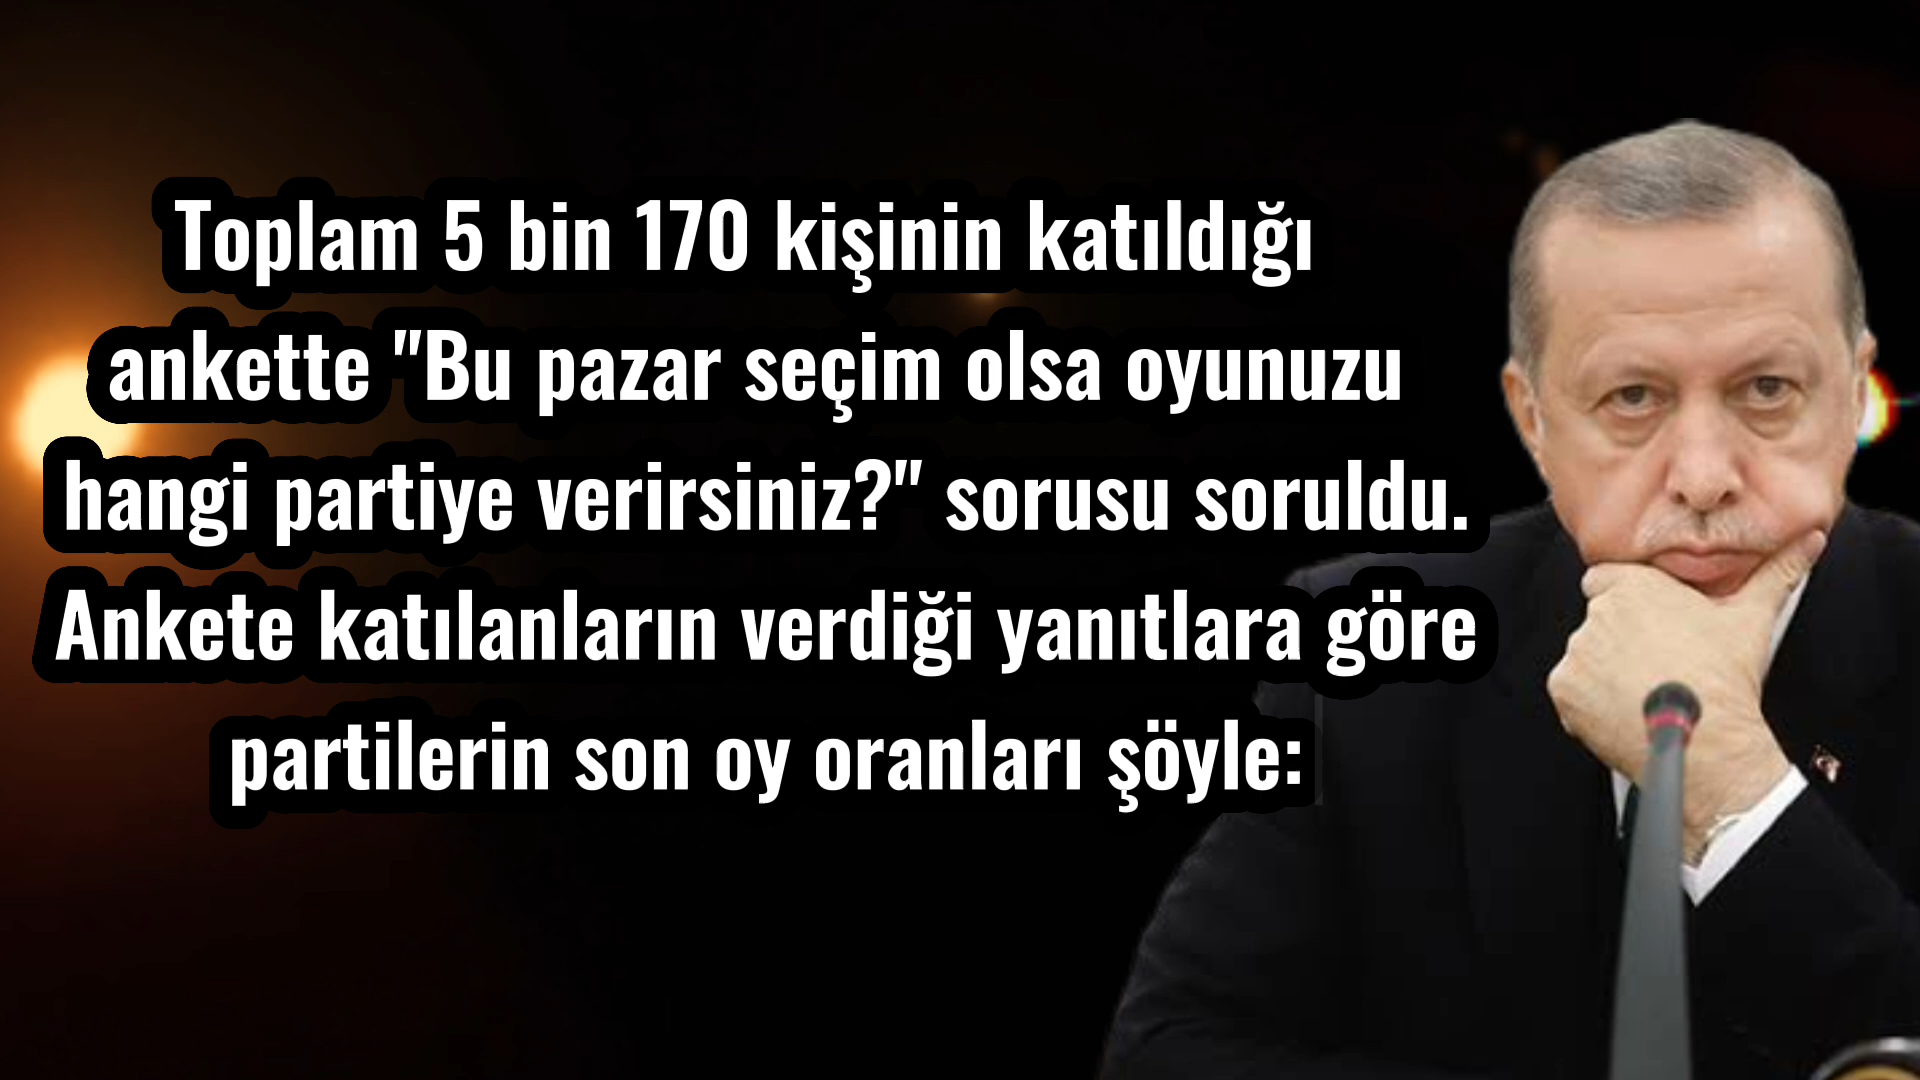 Toplam 5 bin 170 kişinin katıldığı
ankette "Bu pazar seçim olsa oyunuzu
hangi partiye verirsiniz?" sorusu soruldu.
Ankete katılanların verdiği yanıtlara göre
partilerin son oy oranları şöyle: